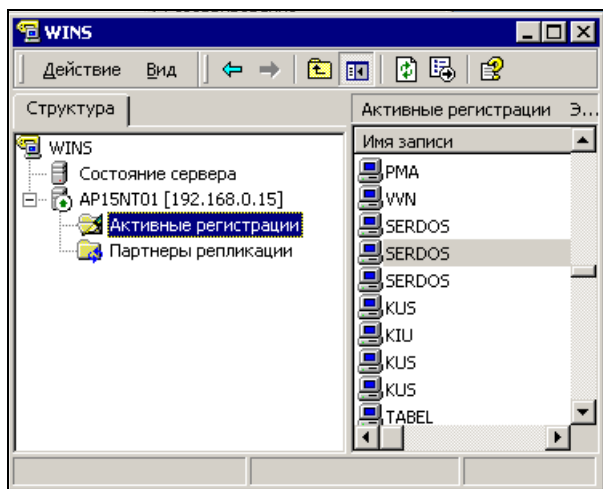 WINS
Действие Вид
Структура
Активные регистрации Э...
WINS
Состояние сервера
AP15NT01 [192.168.0.15]
Активные регистрации
Партнеры репликации
Имя записи
PMA
VVN
SERDOS
SERDOS
SERDOS
KUS
KIU
KUS
KUS
TABEL